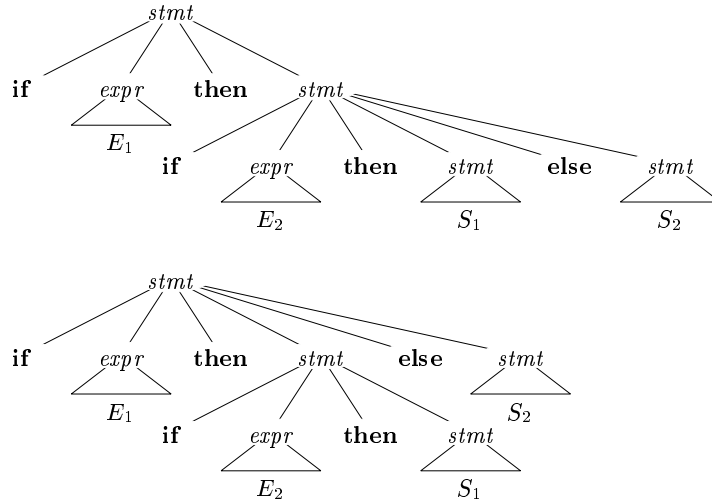 stmt
if expr then stmt
E₁
if expr then stmt else stmt
E₂ S₁ S₂
stmt
if expr then stmt else stmt
E₁ S₂
if expr then stmt
E₂ S₁